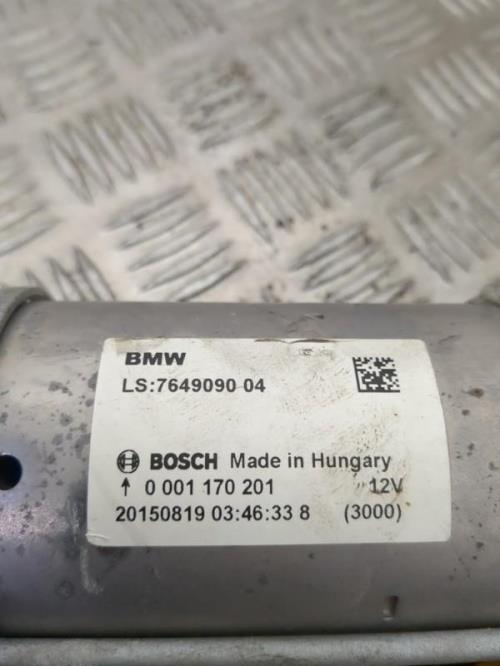 BMW
LS:7649090 04
BOSCH Made in Hungary
↑ 0 001 170 201 12V
20150819 03:46:33 8 (3000)